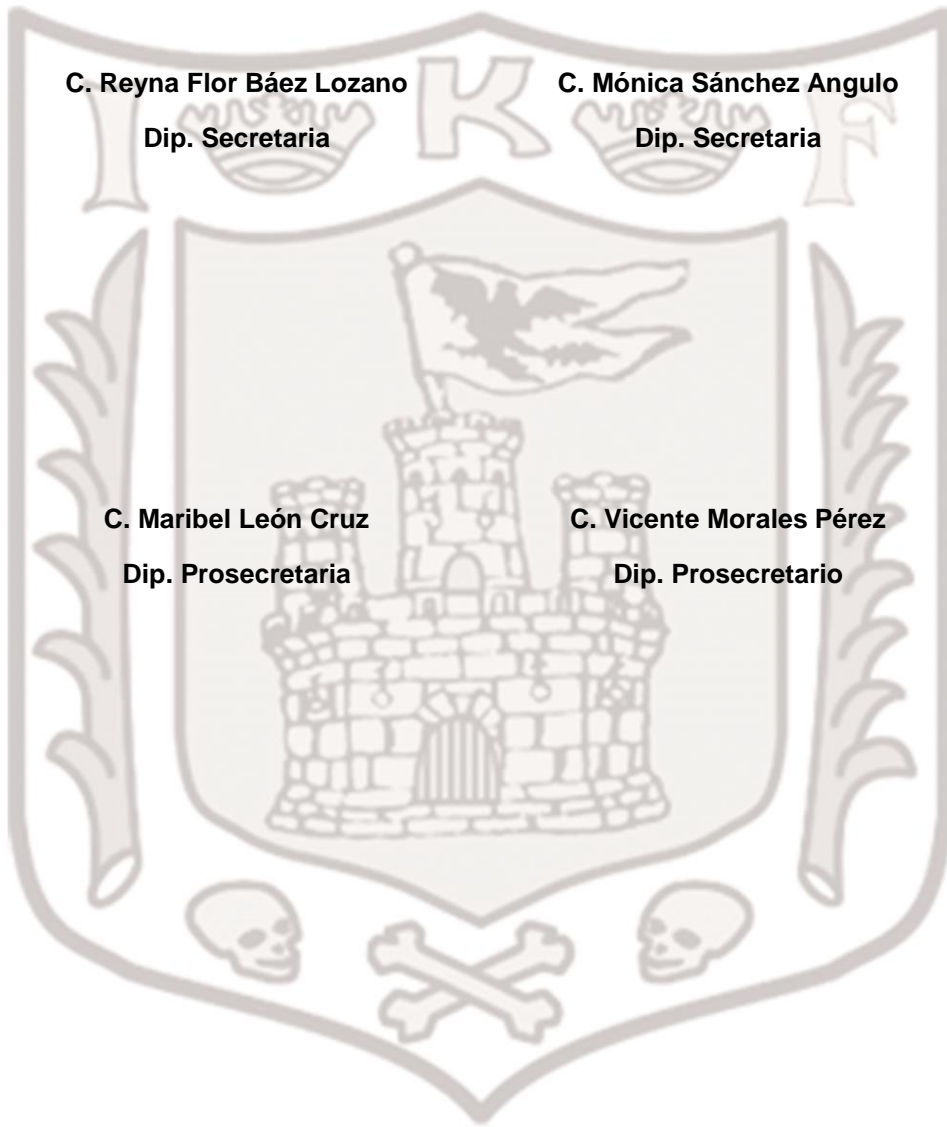 C. Reyna Flor Báez Lozano
Dip. Secretaria
C. Mónica Sánchez Angulo
Dip. Secretaria
I K F
C. Maribel León Cruz
Dip. Prosecretaria
C. Vicente Morales Pérez
Dip. Prosecretario